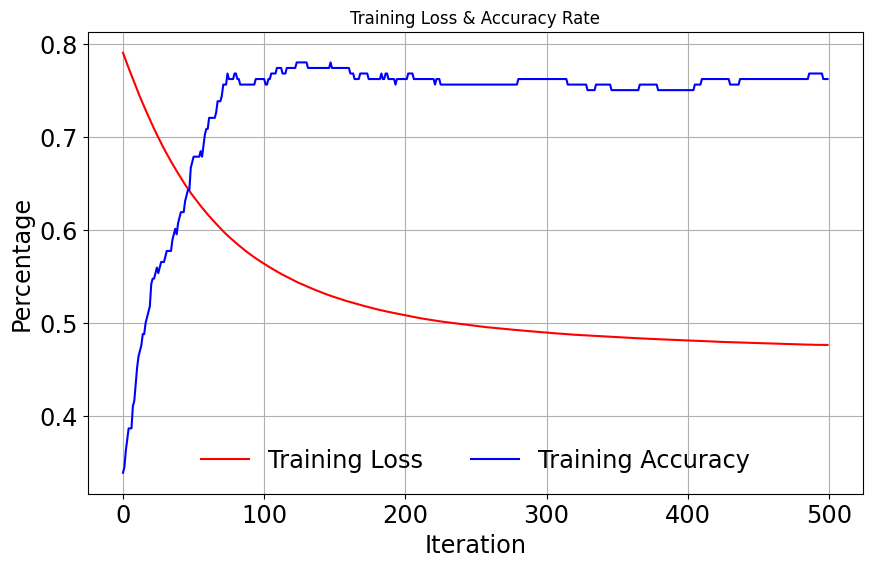 Training Loss & Accuracy Rate
0.8
0.7
0.6
0.5
0.4
Percentage
Training Loss Training Accuracy
0 100 200 300 400 500
Iteration